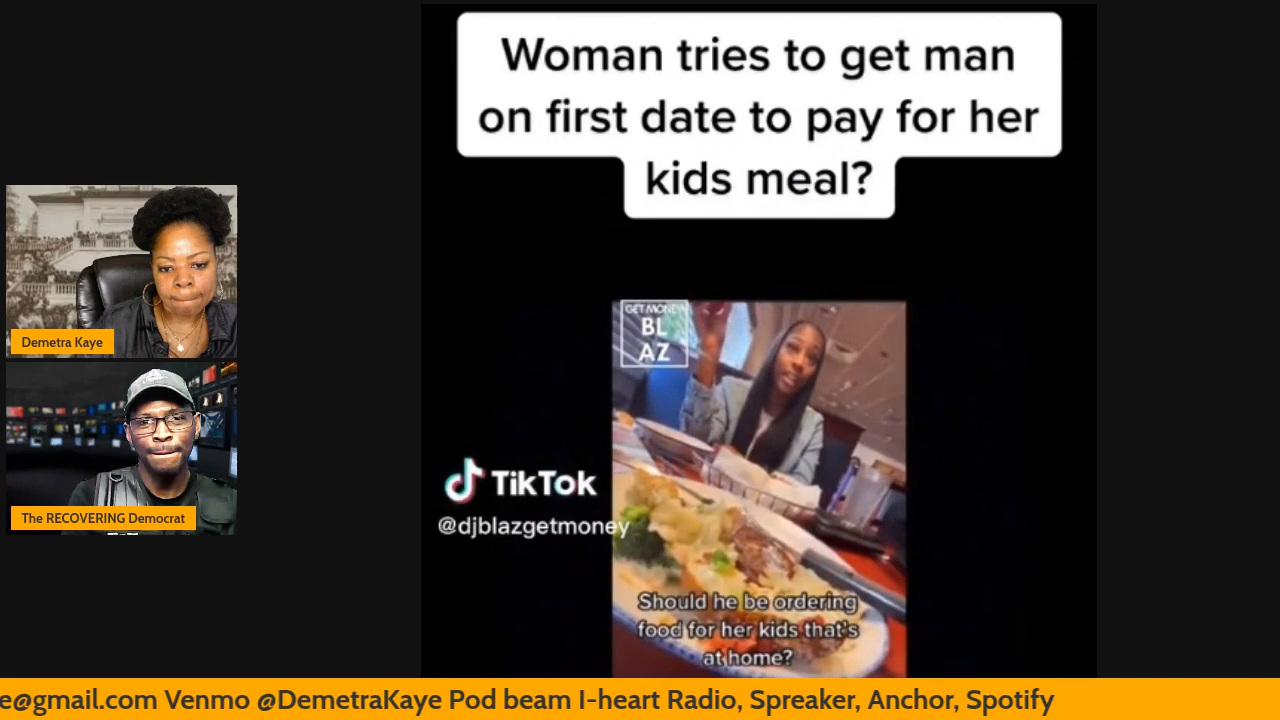 Woman tries to get man
on first date to pay for her
kids meal?
GET MONEY
BL
AZ
Demetra Kaye
TikTok
@djblazgetmoney
The RECOVERING Democrat
Should he be ordering
food for her kids that's
at home?
e@gmail.com Venmo @DemetraKaye Pod beam I-heart Radio, Spreaker, Anchor, Spotify